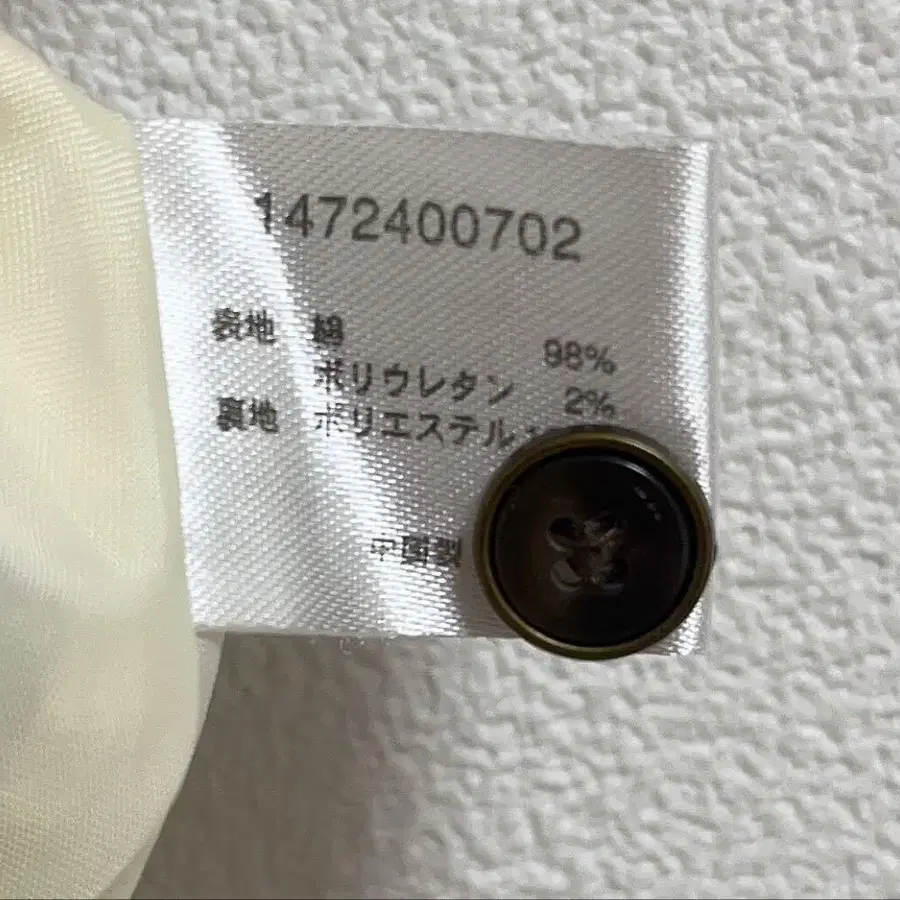 1472400702
表地 綿 98%
ポリウレタン 2%
裏地 ポリエステル
中国製